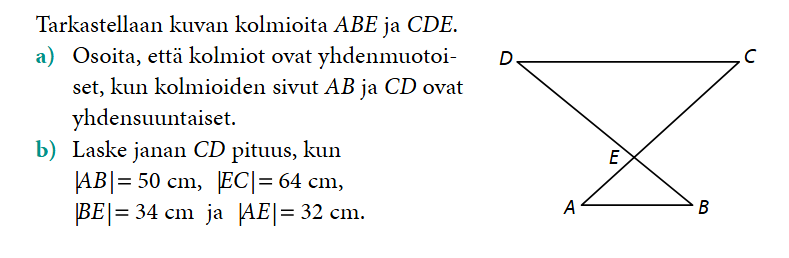 Tarkastellaan kuvan kolmioita ABE ja CDE.
a) Osoita, että kolmiot ovat yhdenmuotoi-
set, kun kolmioiden sivut AB ja CD ovat
yhdensuuntaiset.
b) Laske janan CD pituus, kun
|AB|= 50 cm, |EC|= 64 cm,
|BE|= 34 cm ja |AE|= 32 cm.
D
C
E
A
B